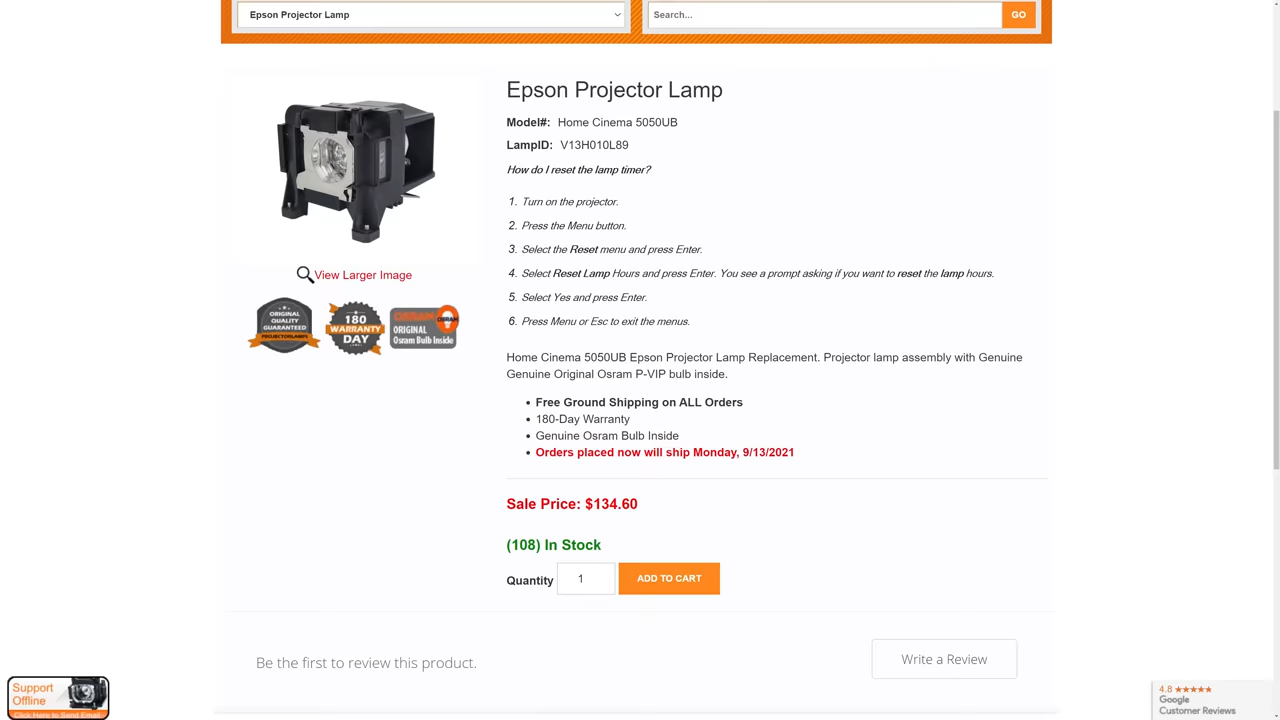 Epson Projector Lamp
Search...
GO
Epson Projector Lamp
Model#: Home Cinema 5050UB
LampID: V13H010L89
How do I reset the lamp timer?
1. Turn on the projector.
2. Press the Menu button.
3. Select the Reset menu and press Enter.
4. Select Reset Lamp Hours and press Enter. You see a prompt asking if you want to reset the lamp hours.
5. Select Yes and press Enter.
6. Press Menu or Esc to exit the menus.
View Larger Image
ORIGINAL
QUALITY
GUARANTEED
PROJECTORLAMPS
180
WARRANTY
DAY
OSRAM
OSRAM
ORIGINAL
Osram Bulb Inside
Home Cinema 5050UB Epson Projector Lamp Replacement. Projector lamp assembly with Genuine
Genuine Original Osram P-VIP bulb inside.
• Free Ground Shipping on ALL Orders
• 180-Day Warranty
• Genuine Osram Bulb Inside
• Orders placed now will ship Monday, 9/13/2021
Sale Price: $134.60
(108) In Stock
Quantity 1 ADD TO CART
Be the first to review this product.
Write a Review
Support
Offline
Click Here to Send Email
4.8 ★★★★★
Google
Customer Reviews